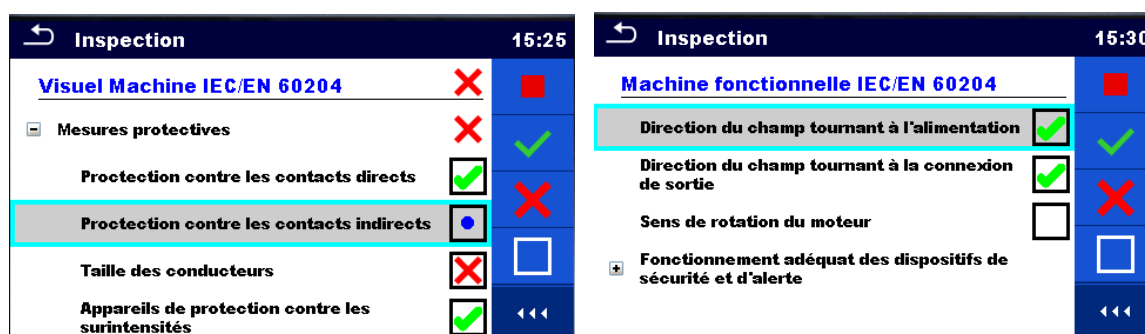 Inspection 15:25
Visuel Machine IEC/EN 60204
Mesures protectives
Proctection contre les contacts directs
Proctection contre les contacts indirects
Taille des conducteurs
Appareils de protection contre les
surintensités
Inspection 15:30
Machine fonctionnelle IEC/EN 60204
Direction du champ tournant à l'alimentation
Direction du champ tournant à la connexion
de sortie
Sens de rotation du moteur
Fonctionnement adéquat des dispositifs de
sécurité et d'alerte